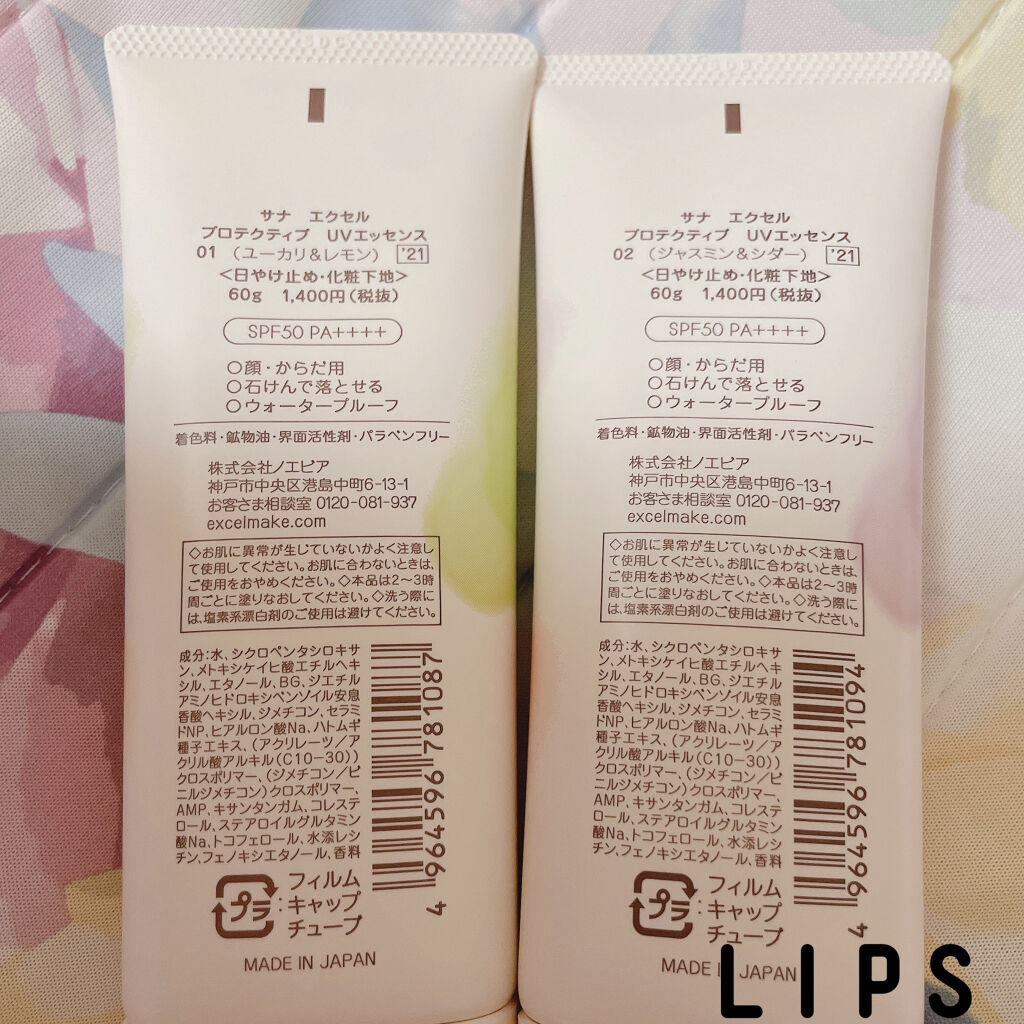 サナ　エクセル
プロテクティブ　UVエッセンス
01　(ユーカリ&レモン)　'21
<日やけ止め・化粧下地>
60g　1,400円(税抜)
SPF50 PA++++
○顔・からだ用
○石けんで落とせる
○ウォータープルーフ
着色料・鉱物油・界面活性剤・パラベンフリー
株式会社ノエビア
神戸市中央区港島中町6-13-1
お客さま相談室 0120-081-937
excelmake.com
◇お肌に異常が生じていないかよく注意し
て使用してください。お肌に合わないときは、
ご使用をおやめください。◇本品は2〜3時
間ごとに塗りなおしてください。◇洗う際に
は、塩素系漂白剤のご使用は避けてください。
成分:水、シクロペンタシロキサ
ン、メトキシケイヒ酸エチルヘキ
シル、エタノール、BG、ジエチル
アミノヒドロキシベンゾイル安息
香酸ヘキシル、ジメチコン、セラミ
ドNP、ヒアルロン酸Na、ハトムギ
種子エキス、(アクリレーツ／ア
クリル酸アルキル(C10-30))
クロスポリマー、(ジメチコン／ビ
ニルジメチコン)クロスポリマー、
AMP、キサンタンガム、コレステ
ロール、ステアロイルグルタミン
酸Na、トコフェロール、水添レシ
チン、フェノキシエタノール、香料
4 964596 781087
プラ
フィルム
:キャップ
チューブ
MADE IN JAPAN
サナ　エクセル
プロテクティブ　UVエッセンス
02　(ジャスミン&シダー)　'21
<日やけ止め・化粧下地>
60g　1,400円(税抜)
SPF50 PA++++
○顔・からだ用
○石けんで落とせる
○ウォータープルーフ
着色料・鉱物油・界面活性剤・パラベンフリー
株式会社ノエビア
神戸市中央区港島中町6-13-1
お客さま相談室 0120-081-937
excelmake.com
◇お肌に異常が生じていないかよく注意し
て使用してください。お肌に合わないときは、
ご使用をおやめください。◇本品は2〜3時
間ごとに塗りなおしてください。◇洗う際に
は、塩素系漂白剤のご使用は避けてください。
成分:水、シクロペンタシロキサ
ン、メトキシケイヒ酸エチルヘキ
シル、エタノール、BG、ジエチル
アミノヒドロキシベンゾイル安息
香酸ヘキシル、ジメチコン、セラミ
ドNP、ヒアルロン酸Na、ハトムギ
種子エキス、(アクリレーツ／ア
クリル酸アルキル(C10-30))
クロスポリマー、(ジメチコン／ビ
ニルジメチコン)クロスポリマー、
AMP、キサンタンガム、コレステ
ロール、ステアロイルグルタミン
酸Na、トコフェロール、水添レシ
チン、フェノキシエタノール、香料
4 964596 781094
プラ
フィルム
:キャップ
チューブ
MADE IN JAPAN
LIPS